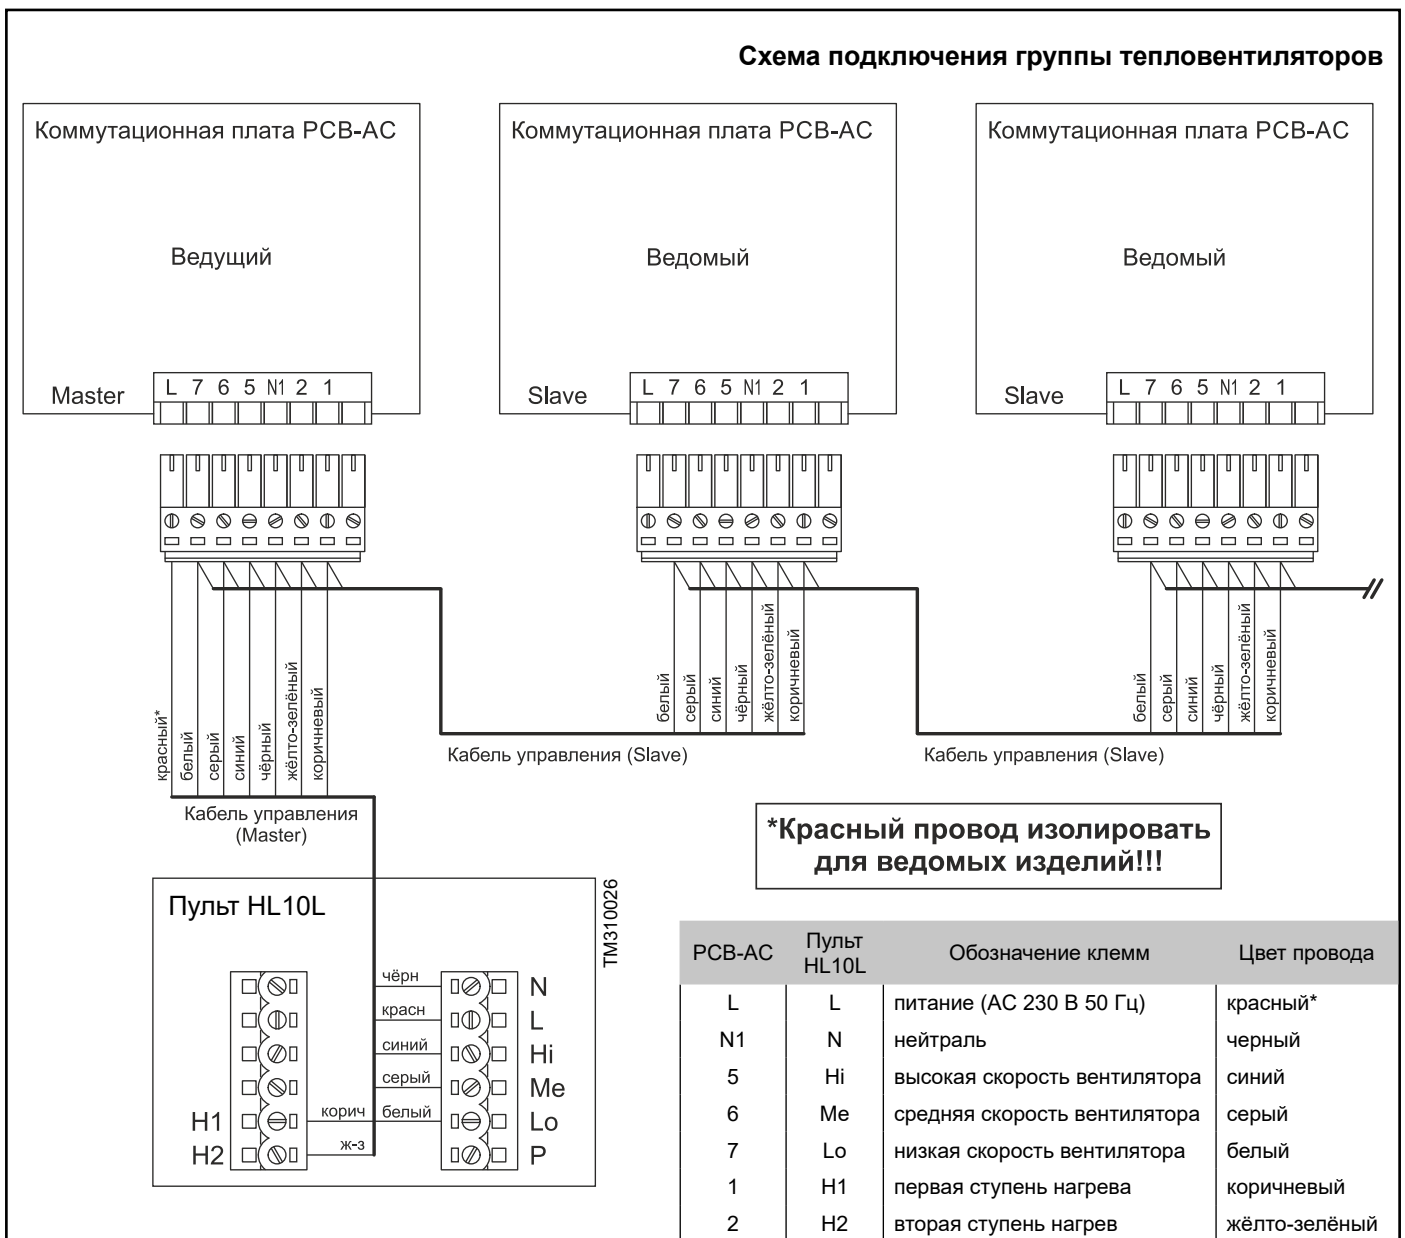 Схема подключения группы тепловентиляторов
Коммутационная плата PCB-AC
Ведущий
Master
L 7 6 5 N1 2 1
Коммутационная плата PCB-AC
Ведомый
Slave
L 7 6 5 N1 2 1
Коммутационная плата PCB-AC
Ведомый
Slave
L 7 6 5 N1 2 1
красный*
белый
серый
синий
чёрный
жёлто-зелёный
коричневый
Кабель управления
(Master)
белый
серый
синий
чёрный
жёлто-зелёный
коричневый
Кабель управления (Slave)
белый
серый
синий
чёрный
жёлто-зелёный
коричневый
Кабель управления (Slave)
*Красный провод изолировать
для ведомых изделий!!!
Пульт HL10L
TM310026
чёрн N
красн L
синий Hi
серый Me
H1 корич белый Lo
H2 ж-з P
PCB-AC Пульт HL10L Обозначение клемм Цвет провода
L L питание (AC 230 В 50 Гц) красный*
N1 N нейтраль черный
5 Hi высокая скорость вентилятора синий
6 Me средняя скорость вентилятора серый
7 Lo низкая скорость вентилятора белый
1 H1 первая ступень нагрева коричневый
2 H2 вторая ступень нагрев жёлто-зелёный